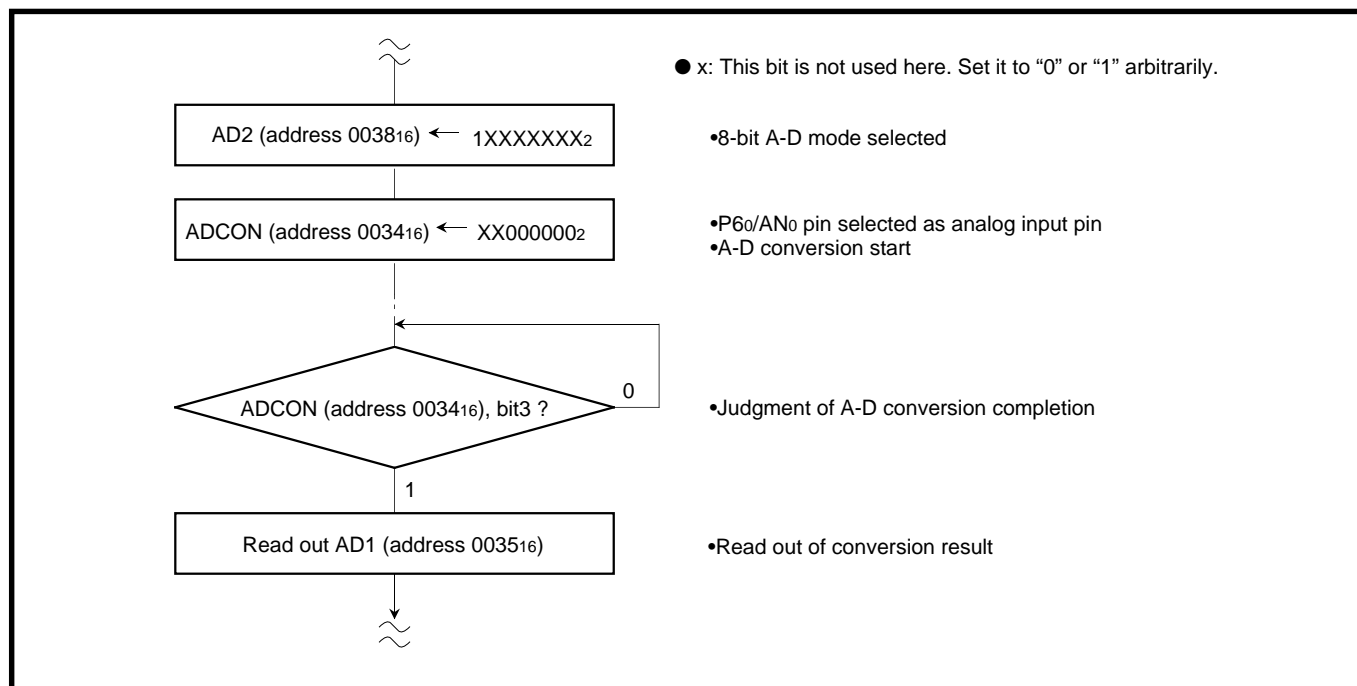 ● x: This bit is not used here. Set it to “0” or “1” arbitrarily.
AD2 (address 003816) ← 1XXXXXXX2
•8-bit A-D mode selected
ADCON (address 003416) ← XX0000002
•P60/AN0 pin selected as analog input pin
•A-D conversion start
0
ADCON (address 003416), bit3 ?
•Judgment of A-D conversion completion
1
Read out AD1 (address 003516)
•Read out of conversion result